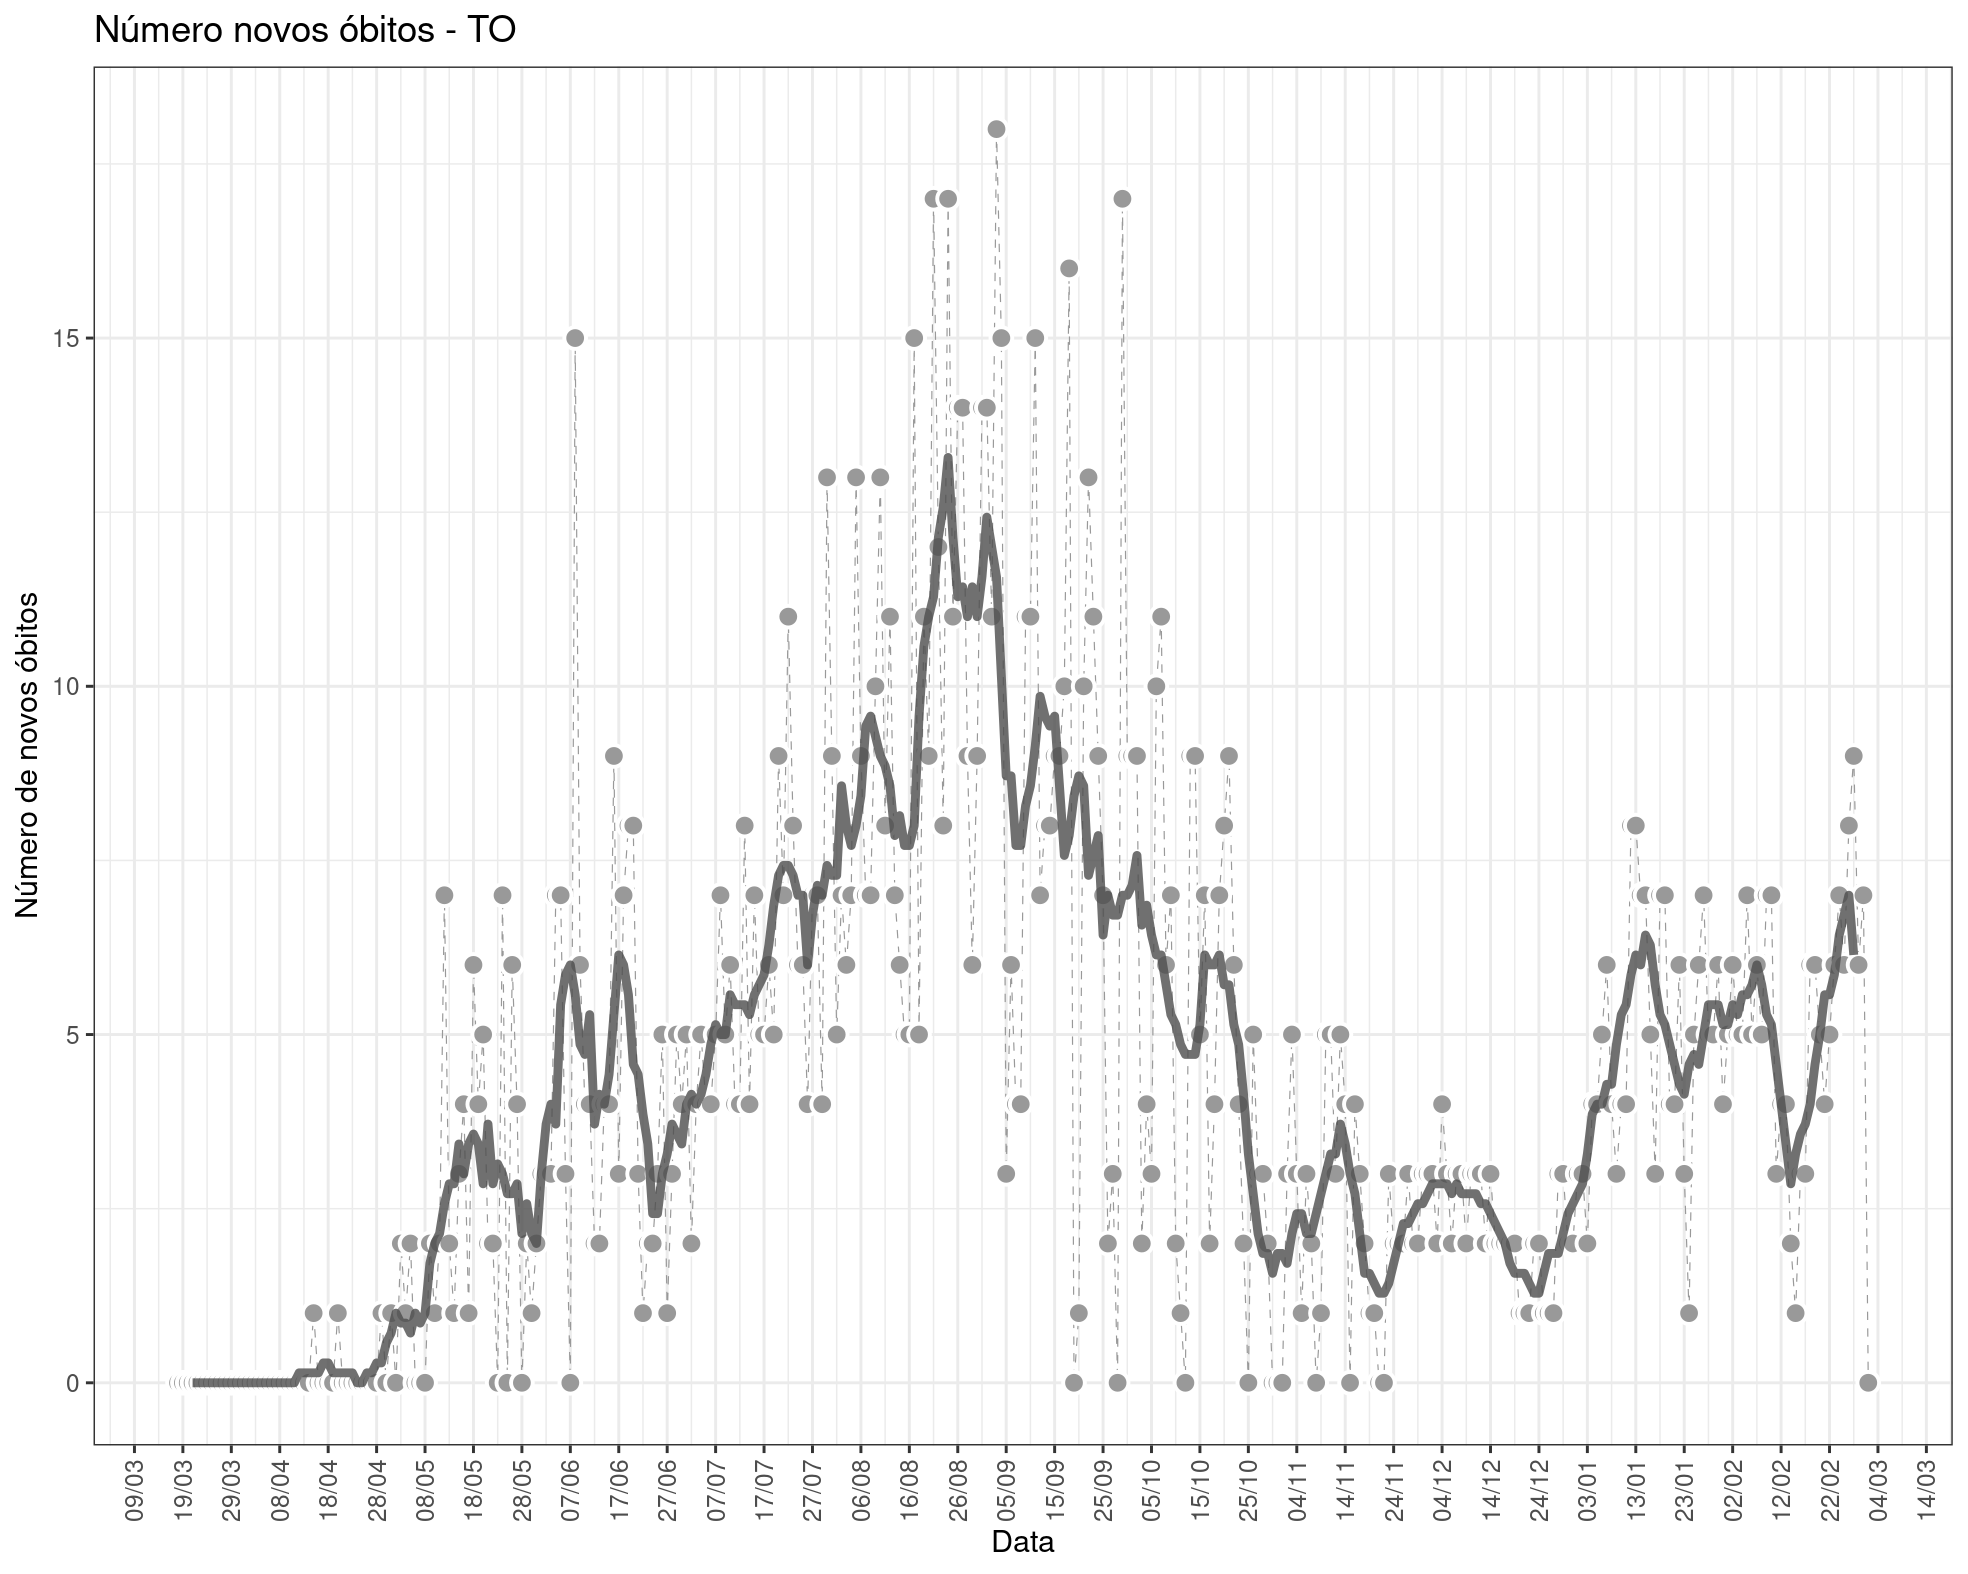 Número novos óbitos - TO
Número de novos óbitos
15
10
5
0
09/03 19/03 29/03 08/04 18/04 28/04 08/05 18/05 28/05 07/06 17/06 27/06 07/07 17/07 27/07 06/08 16/08 26/08 05/09 15/09 25/09 05/10 15/10 25/10 04/11 14/11 24/11 04/12 14/12 24/12 03/01 13/01 23/01 02/02 12/02 22/02 04/03 14/03
Data